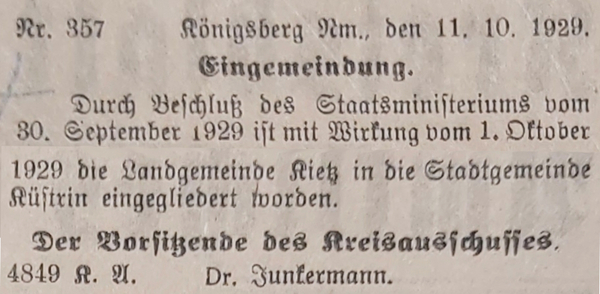 Nr. 357 Königsberg Nm., den 11. 10. 1929.
Eingemeindung.
Durch Beschluß des Staatsministeriums vom
30. September 1929 ist mit Wirkung vom 1. Oktober
1929 die Landgemeinde Kietz in die Stadtgemeinde
Küstrin eingegliedert worden.
Der Vorsitzende des Kreisausschusses.
4849 K. A. Dr. Junkermann.